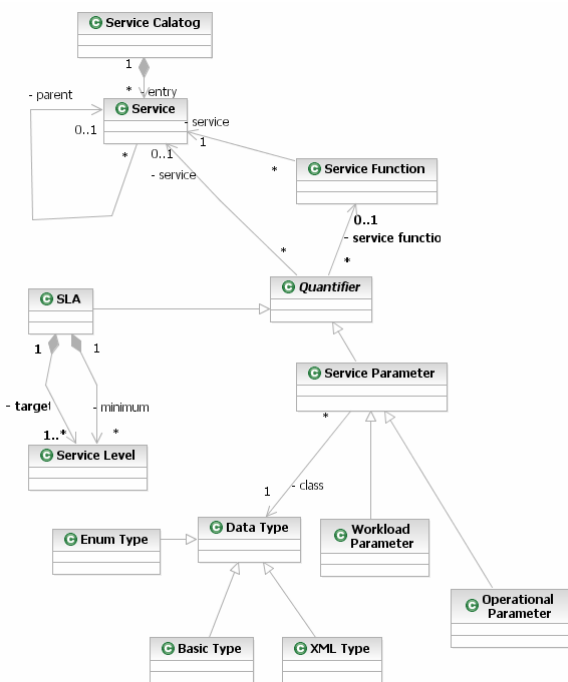 C Service Calatog
1
* - entry
- parent
C Service
0..1
- service
1
*
0..1
- service
*
C Service Function
0..1
- service functio
*
*
C Quantifier
C SLA
1
1
C Service Parameter
- target
- minimum
*
1..*
*
C Service Level
- class
1
C Enum Type
C Data Type
C Workload
Parameter
C Operational
Parameter
C Basic Type
C XML Type